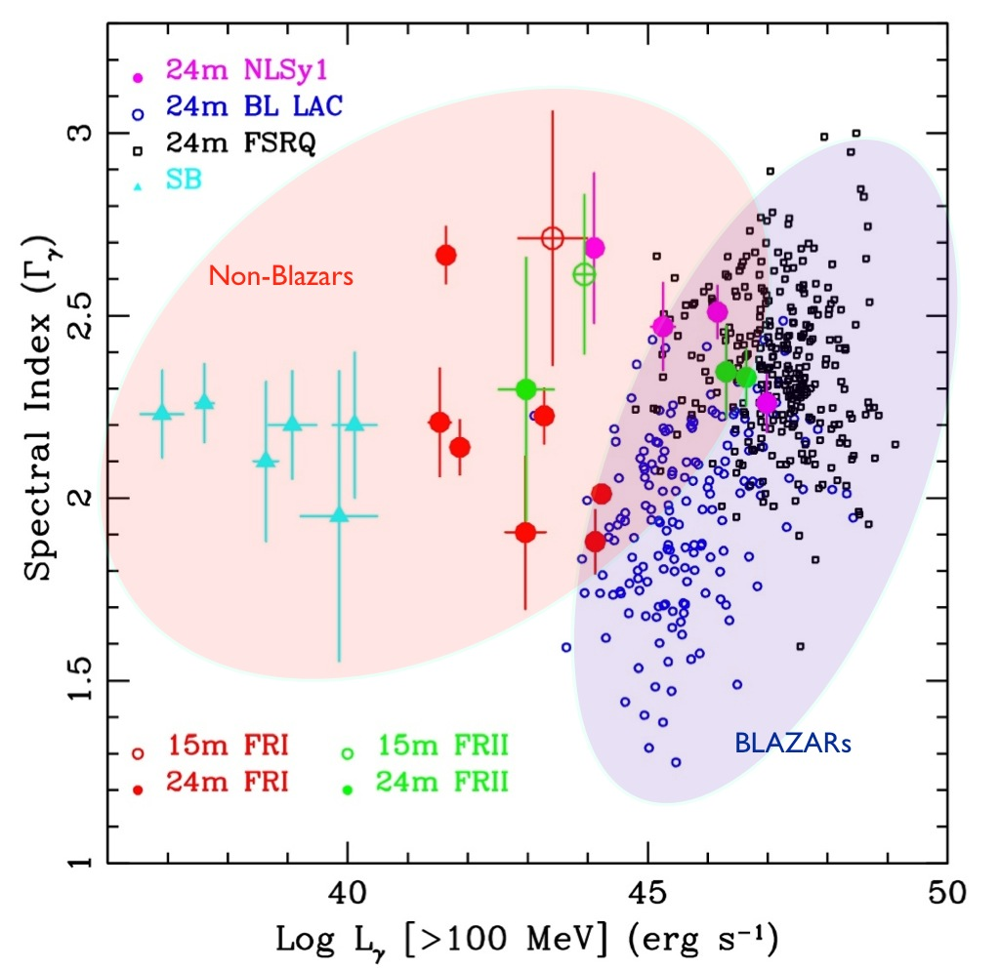 24m NLSy1
24m BL LAC
24m FSRQ
SB
Non-Blazars
BLAZARs
15m FRI
24m FRI
15m FRII
24m FRII
3
2.5
2
1.5
1
Spectral Index (Γγ)
40
45
50
Log Lγ [>100 MeV] (erg s⁻¹)